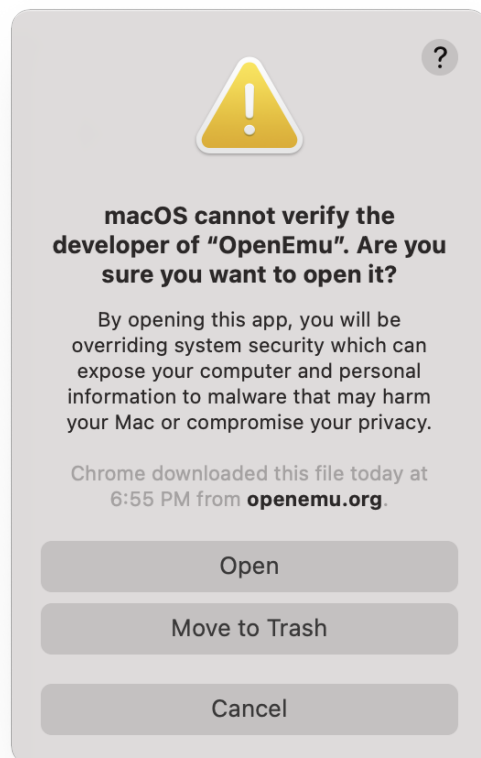 ?
macOS cannot verify the
developer of “OpenEmu”. Are you
sure you want to open it?
By opening this app, you will be
overriding system security which can
expose your computer and personal
information to malware that may harm
your Mac or compromise your privacy.
Chrome downloaded this file today at
6:55 PM from openemu.org.
Open
Move to Trash
Cancel